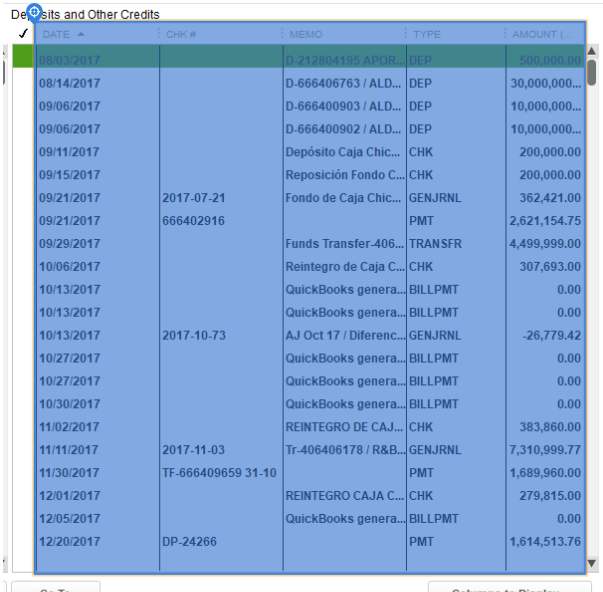 Deposits and Other Credits
✓ DATE CHK # MEMO TYPE AMOUNT (...
08/03/2017 D-212804195 APOR... DEP 500,000.00
08/14/2017 D-666406763 / ALD... DEP 30,000,000...
09/06/2017 D-666400903 / ALD... DEP 10,000,000...
09/06/2017 D-666400902 / ALD... DEP 10,000,000...
09/11/2017 Depósito Caja Chic... CHK 200,000.00
09/15/2017 Reposición Fondo C... CHK 200,000.00
09/21/2017 2017-07-21 Fondo de Caja Chic... GENJRNL 362,421.00
09/21/2017 666402916 PMT 2,621,154.75
09/29/2017 Funds Transfer-406... TRANSFR 4,499,999.00
10/06/2017 Reintegro de Caja C... CHK 307,693.00
10/13/2017 QuickBooks genera... BILLPMT 0.00
10/13/2017 QuickBooks genera... BILLPMT 0.00
10/13/2017 2017-10-73 AJ Oct 17 / Diferenc... GENJRNL -26,779.42
10/27/2017 QuickBooks genera... BILLPMT 0.00
10/27/2017 QuickBooks genera... BILLPMT 0.00
10/30/2017 QuickBooks genera... BILLPMT 0.00
11/02/2017 REINTEGRO DE CAJ... CHK 383,860.00
11/11/2017 2017-11-03 Tr-406406178 / R&B... GENJRNL 7,310,999.77
11/30/2017 TF-666409659 31-10 PMT 1,689,960.00
12/01/2017 REINTEGRO CAJA C... CHK 279,815.00
12/05/2017 QuickBooks genera... BILLPMT 0.00
12/20/2017 DP-24266 PMT 1,614,513.76